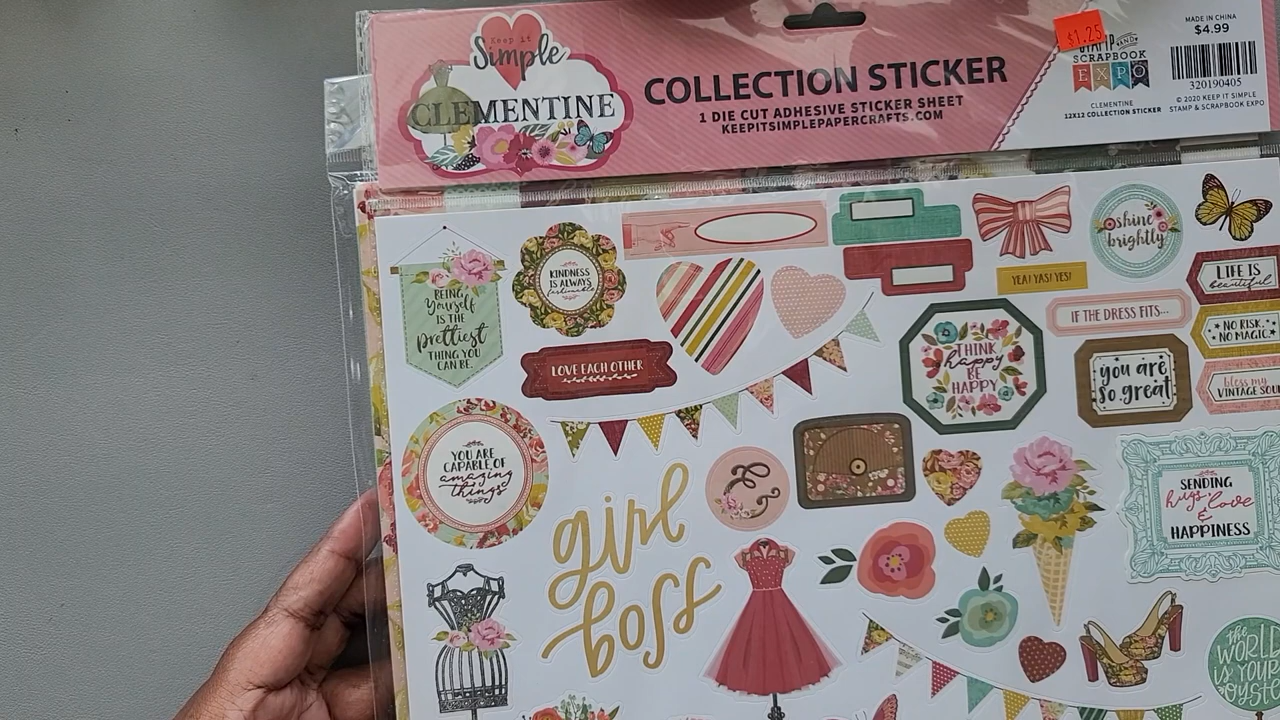 Keep it
Simple
CLEMENTINE
COLLECTION STICKER
1 DIE CUT ADHESIVE STICKER SHEET
KEEPITSIMPLEPAPERCRAFTS.COM
$1.25
STAMP AND
SCRAPBOOK
EXPO
CLEMENTINE
12X12 COLLECTION STICKER
MADE IN CHINA
$4.99
320190405
© 2020 KEEP IT SIMPLE
STAMP & SCRAPBOOK EXPO
BEING
Yourself
IS THE
prettiest
THING YOU
CAN BE.
KINDNESS
IS ALWAYS
fashionable
LOVE EACH OTHER
shine
brightly
YEA! YAS! YES!
LIFE IS
beautiful
IF THE DRESS FITS...
NO RISK,
NO MAGIC
bless my
VINTAGE SOUL
THINK
happy
BE
HAPPY
you are
so great
YOU ARE
CAPABLE OF
amazing
things
girl
boss
&
SENDING
hugs love
&
HAPPINESS
the
WORLD
IS YOUR
OYSTE